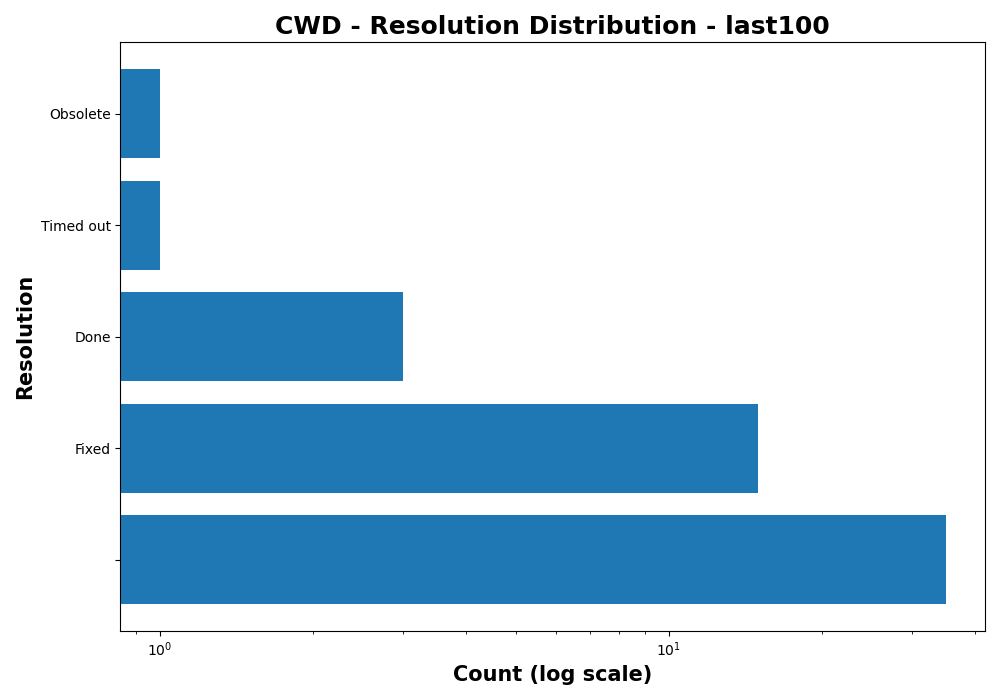 CWD - Resolution Distribution - last100
Resolution
Obsolete
Timed out
Done
Fixed
10⁰
10¹
Count (log scale)